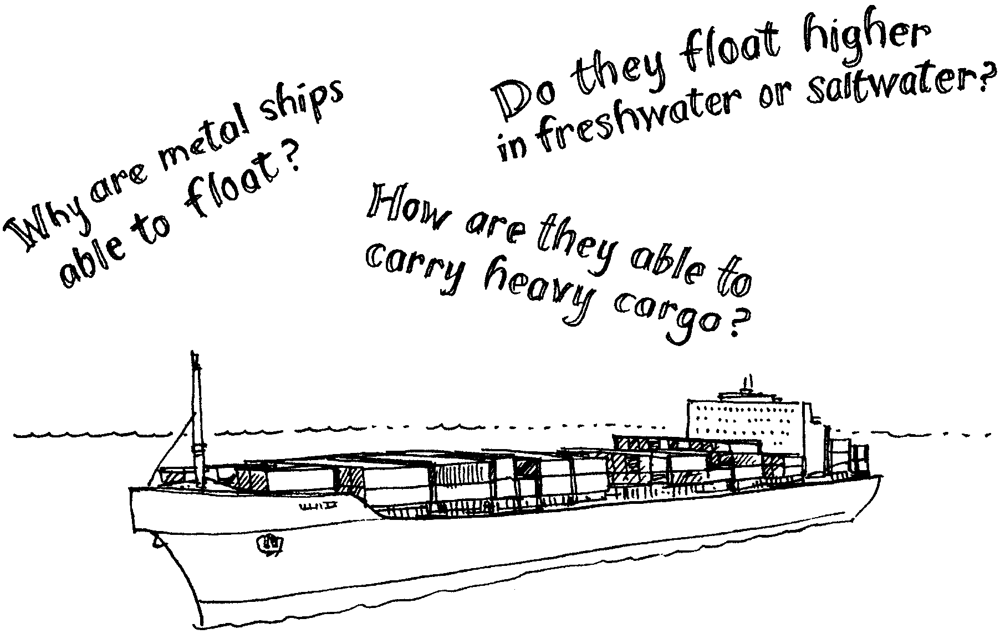 Why are metal ships
able to float?
Do they float higher
in freshwater or saltwater?
How are they able to
carry heavy cargo?